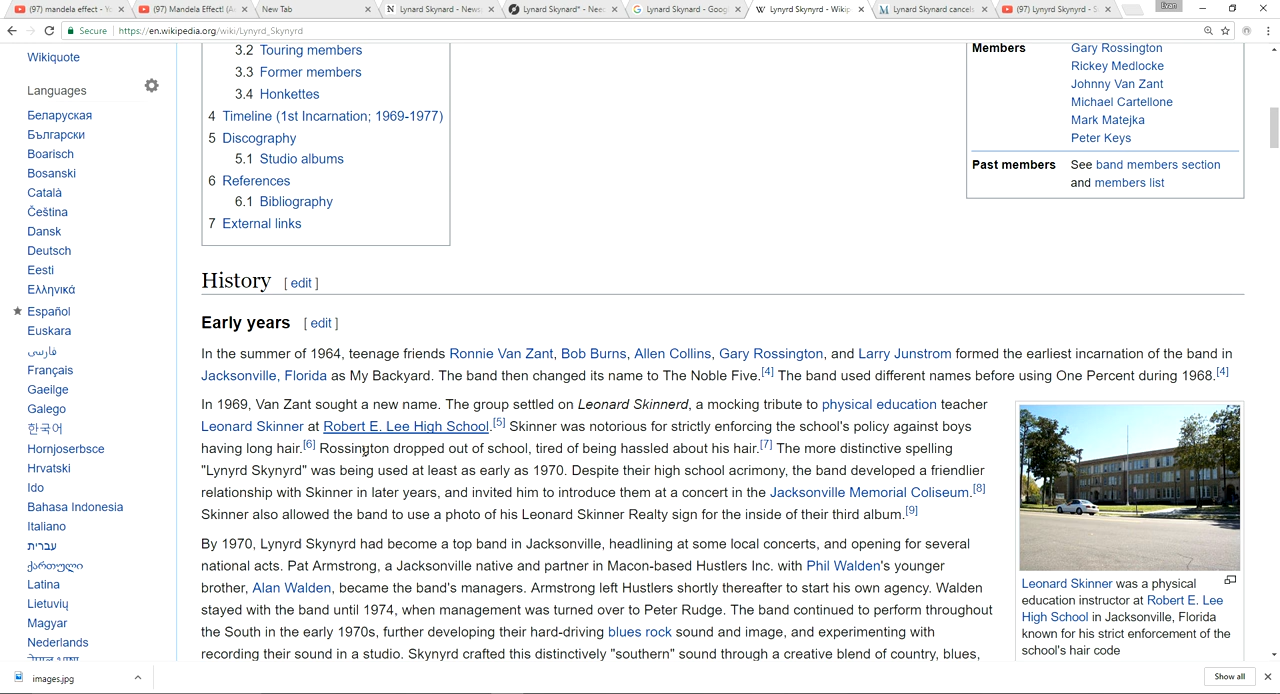 (97) mandela effect - Yo
(97) Mandela Effect! (A
New Tab
Lynard Skynard - News
Lynard Skynard* - Nee
Lynard Skynard - Goog
Lynyrd Skynyrd - Wikip
Lynard Skynard cancels
(97) Lynyrd Skynyrd - S
Evan
Secure
https://en.wikipedia.org/wiki/Lynyrd_Skynyrd
Wikiquote
Languages
Беларуская
Български
Boarisch
Bosanski
Català
Čeština
Dansk
Deutsch
Eesti
Ελληνικά
Español
Euskara
فارسی
Français
Gaeilge
Galego
한국어
Hornjoserbsce
Hrvatski
Ido
Bahasa Indonesia
Italiano
עברית
ქართული
Latina
Lietuvių
Magyar
Nederlands
नेपाल भाषा
3.2 Touring members
3.3 Former members
3.4 Honkettes
4 Timeline (1st Incarnation; 1969-1977)
5 Discography
5.1 Studio albums
6 References
6.1 Bibliography
7 External links
Members
Gary Rossington
Rickey Medlocke
Johnny Van Zant
Michael Cartellone
Mark Matejka
Peter Keys
Past members See band members section
and members list
History [ edit ]
Early years [ edit ]
In the summer of 1964, teenage friends Ronnie Van Zant, Bob Burns, Allen Collins, Gary Rossington, and Larry Junstrom formed the earliest incarnation of the band in
Jacksonville, Florida as My Backyard. The band then changed its name to The Noble Five.[4] The band used different names before using One Percent during 1968.[4]
In 1969, Van Zant sought a new name. The group settled on Leonard Skinnerd, a mocking tribute to physical education teacher
Leonard Skinner at Robert E. Lee High School.[5] Skinner was notorious for strictly enforcing the school's policy against boys
having long hair.[6] Rossington dropped out of school, tired of being hassled about his hair.[7] The more distinctive spelling
"Lynyrd Skynyrd" was being used at least as early as 1970. Despite their high school acrimony, the band developed a friendlier
relationship with Skinner in later years, and invited him to introduce them at a concert in the Jacksonville Memorial Coliseum.[8]
Skinner also allowed the band to use a photo of his Leonard Skinner Realty sign for the inside of their third album.[9]
By 1970, Lynyrd Skynyrd had become a top band in Jacksonville, headlining at some local concerts, and opening for several
national acts. Pat Armstrong, a Jacksonville native and partner in Macon-based Hustlers Inc. with Phil Walden's younger
brother, Alan Walden, became the band's managers. Armstrong left Hustlers shortly thereafter to start his own agency. Walden
stayed with the band until 1974, when management was turned over to Peter Rudge. The band continued to perform throughout
the South in the early 1970s, further developing their hard-driving blues rock sound and image, and experimenting with
recording their sound in a studio. Skynyrd crafted this distinctively "southern" sound through a creative blend of country, blues,
Leonard Skinner was a physical
education instructor at Robert E. Lee
High School in Jacksonville, Florida
known for his strict enforcement of the
school's hair code
images.jpg
Show all